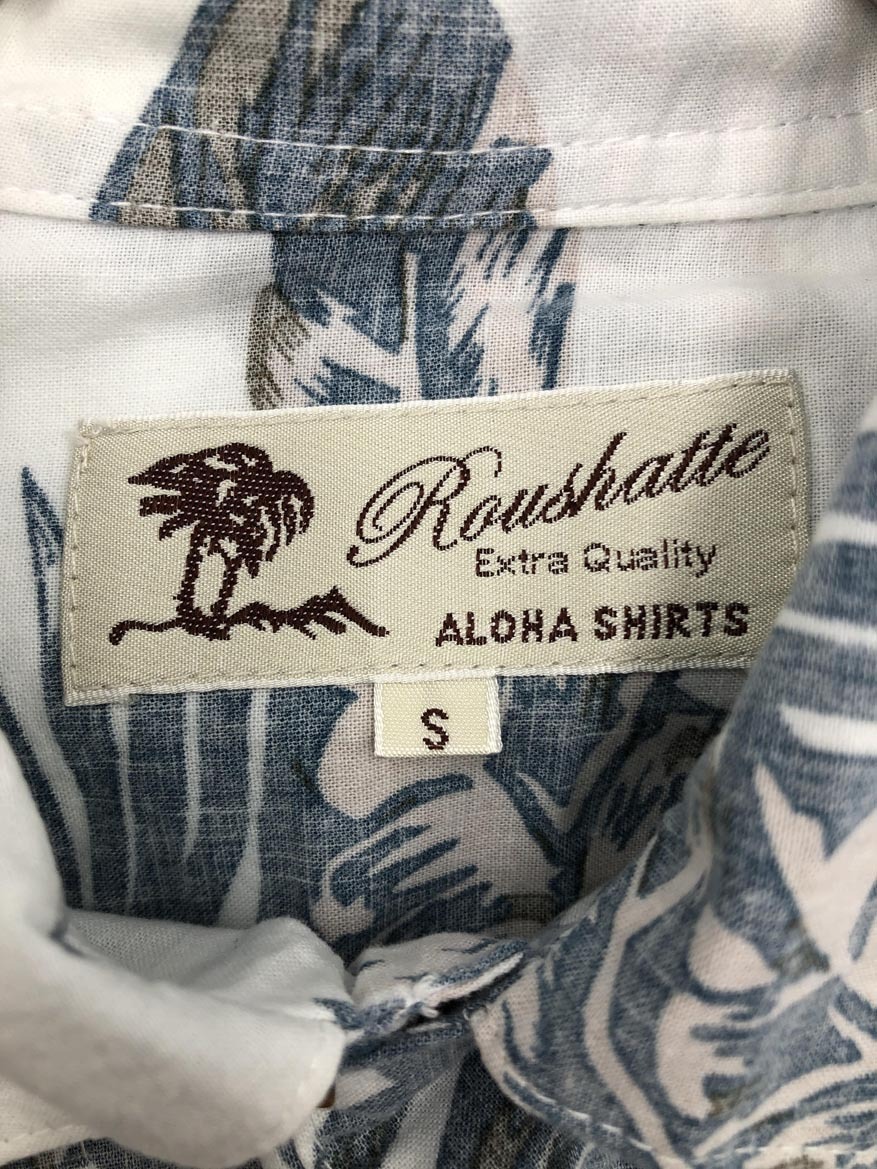 Roushatte
Extra Quality
ALOHA SHIRTS
S